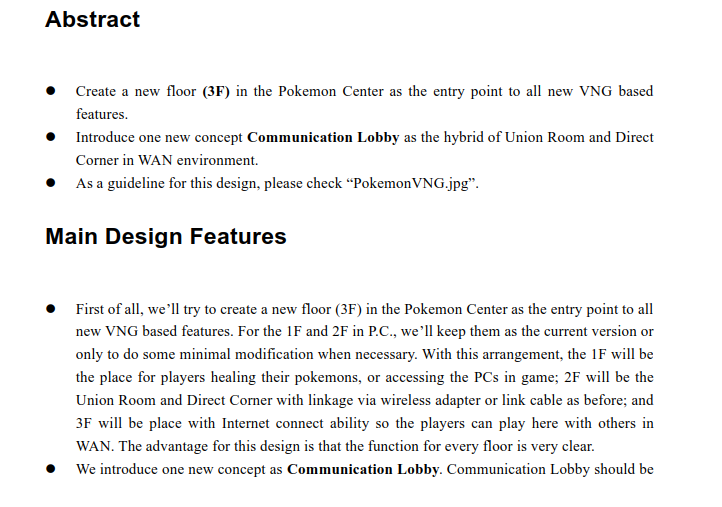 Abstract
● Create a new floor (3F) in the Pokemon Center as the entry point to all new VNG based
features.
● Introduce one new concept Communication Lobby as the hybrid of Union Room and Direct
Corner in WAN environment.
● As a guideline for this design, please check “PokemonVNG.jpg”.
Main Design Features
● First of all, we’ll try to create a new floor (3F) in the Pokemon Center as the entry point to all
new VNG based features. For the 1F and 2F in P.C., we’ll keep them as the current version or
only to do some minimal modification when necessary. With this arrangement, the 1F will be
the place for players healing their pokemons, or accessing the PCs in game; 2F will be the
Union Room and Direct Corner with linkage via wireless adapter or link cable as before; and
3F will be place with Internet connect ability so the players can play here with others in
WAN. The advantage for this design is that the function for every floor is very clear.
● We introduce one new concept as Communication Lobby. Communication Lobby should be